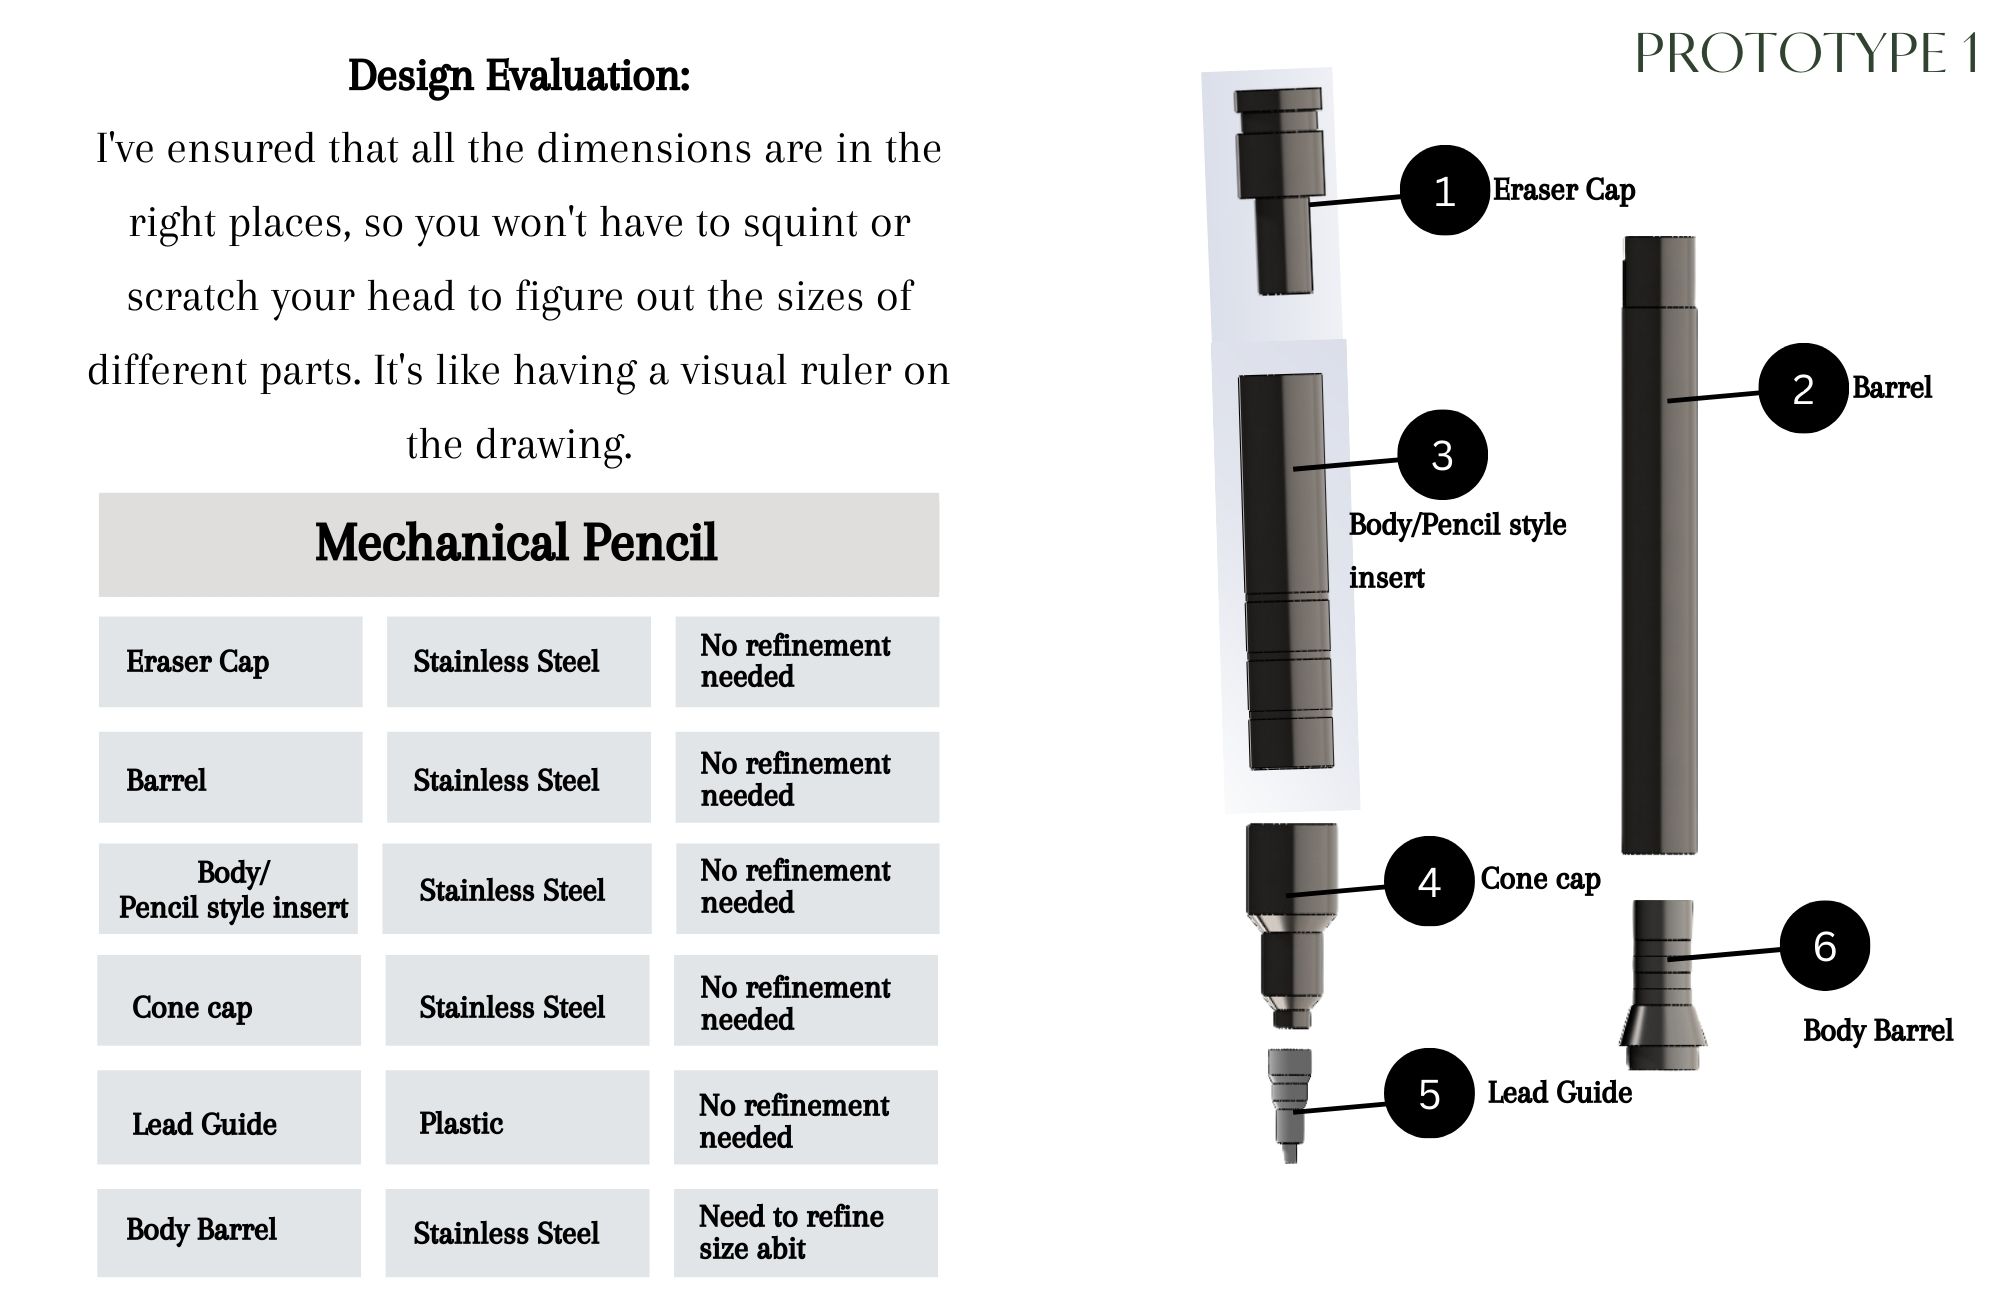 PROTOTYPE 1
Design Evaluation:
I've ensured that all the dimensions are in the
right places, so you won't have to squint or
scratch your head to figure out the sizes of
different parts. It's like having a visual ruler on
the drawing.
Mechanical Pencil
Eraser Cap
Stainless Steel
No refinement
needed
Barrel
Stainless Steel
No refinement
needed
Body/
Pencil style insert
Stainless Steel
No refinement
needed
Cone cap
Stainless Steel
No refinement
needed
Lead Guide
Plastic
No refinement
needed
Body Barrel
Stainless Steel
Need to refine
size abit
1 Eraser Cap
2 Barrel
3
Body/Pencil style
insert
4 Cone cap
5 Lead Guide
6
Body Barrel